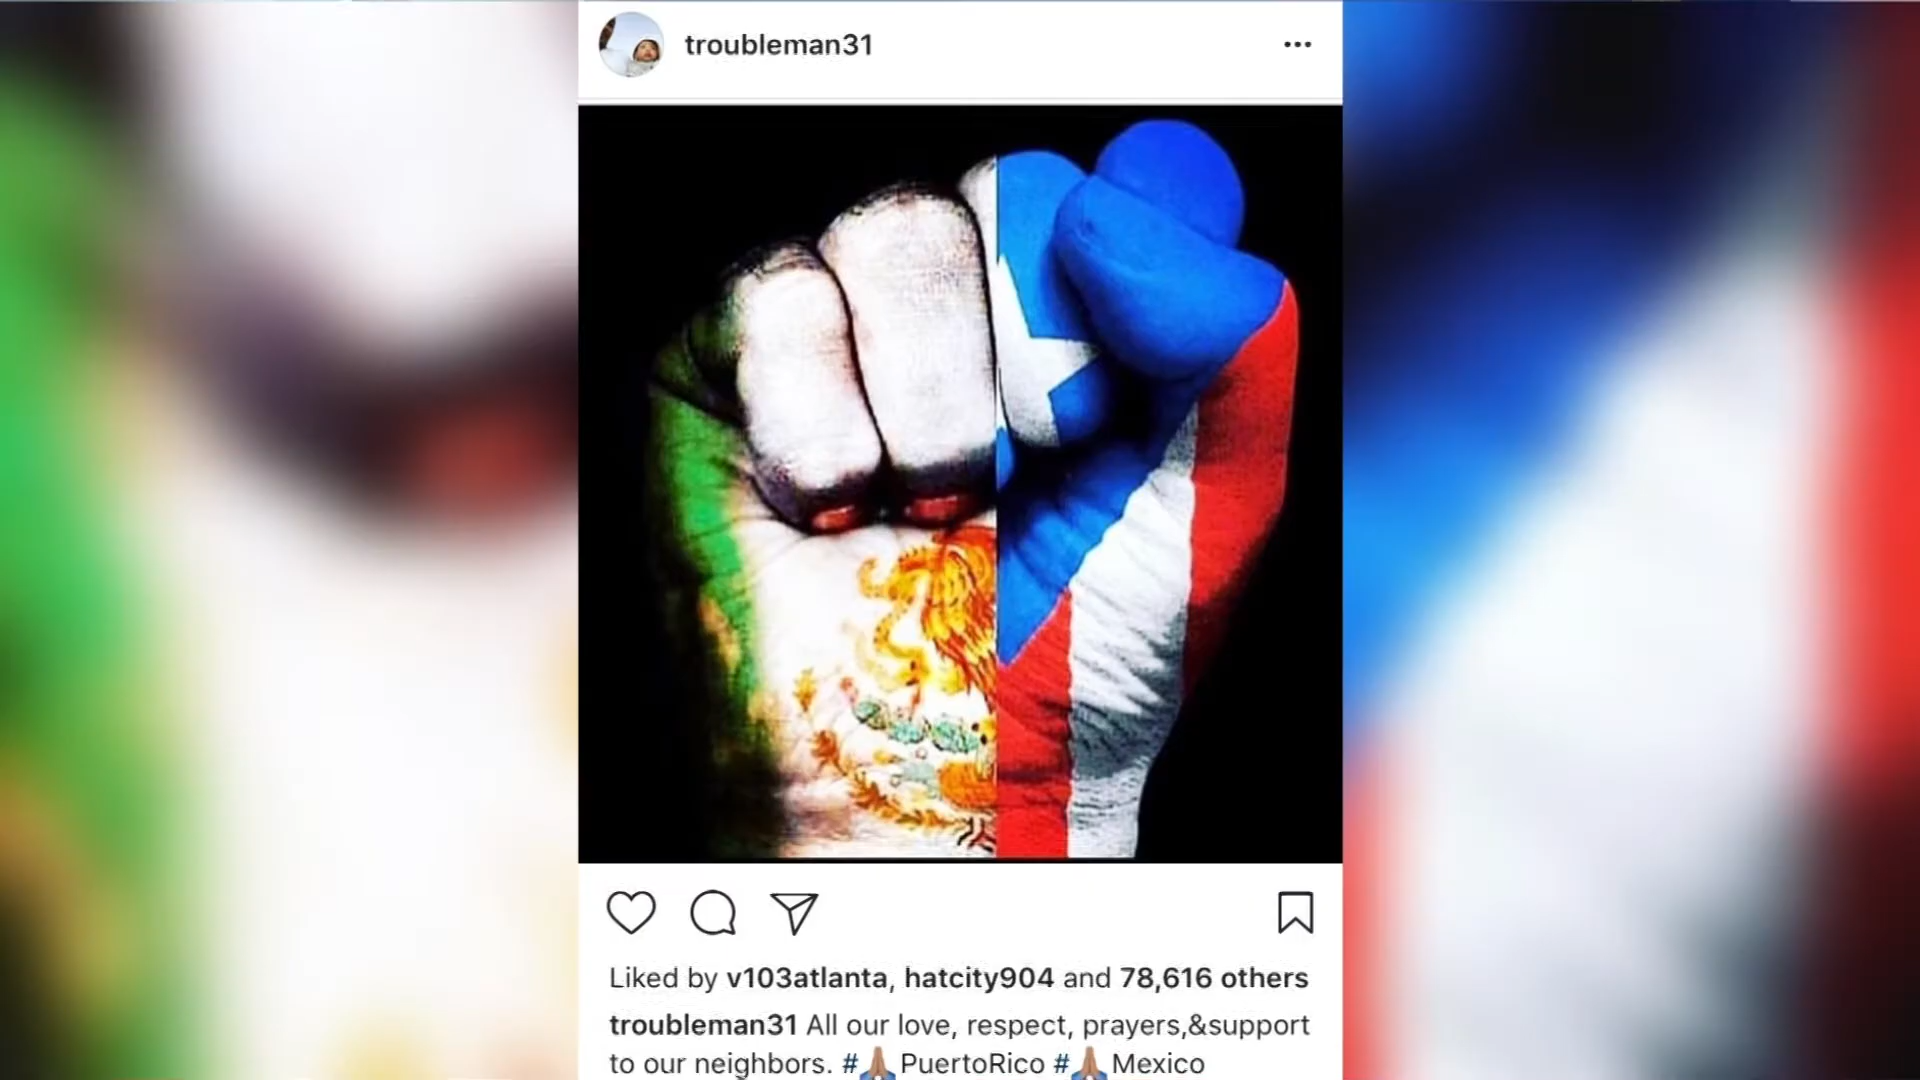 troubleman31
Liked by v103atlanta, hatcity904 and 78,616 others
troubleman31 All our love, respect, prayers,&support
to our neighbors. #🙏🏽PuertoRico #🙏🏽Mexico